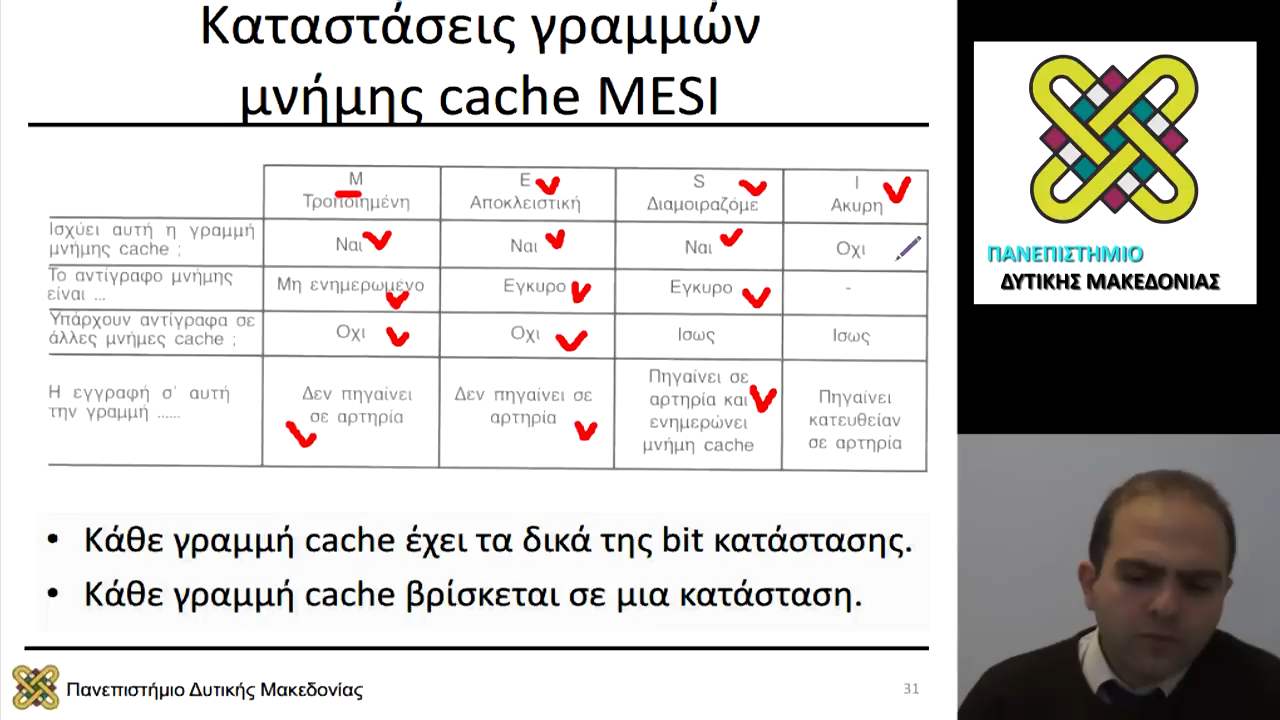 Καταστάσεις γραμμών
μνήμης cache MESI
Μ
Τροποιημένη
Ε
Αποκλειστική
S
Διαμοιραζόμε
Ι
Ακυρη
Ισχύει αυτή η γραμμή
μνήμης cache ;
Ναι
Ναι
Ναι
Οχι
Το αντίγραφο μνήμης
είναι ...
Μη ενημερωμένο
Εγκυρο
Εγκυρο
-
Υπάρχουν αντίγραφα σε
άλλες μνήμες cache ;
Οχι
Οχι
Ισως
Ισως
Η εγγραφή σ' αυτή
την γραμμή ......
Δεν πηγαίνει
σε αρτηρία
Δεν πηγαίνει σε
αρτηρία
Πηγαίνει σε
αρτηρία και
ενημερώνει
μνήμη cache
Πηγαίνει
κατευθείαν
σε αρτηρία
• Κάθε γραμμή cache έχει τα δικά της bit κατάστασης.
• Κάθε γραμμή cache βρίσκεται σε μια κατάσταση.
Πανεπιστήμιο Δυτικής Μακεδονίας
31
ΠΑΝΕΠΙΣΤΗΜΙΟ
ΔΥΤΙΚΗΣ ΜΑΚΕΔΟΝΙΑΣ